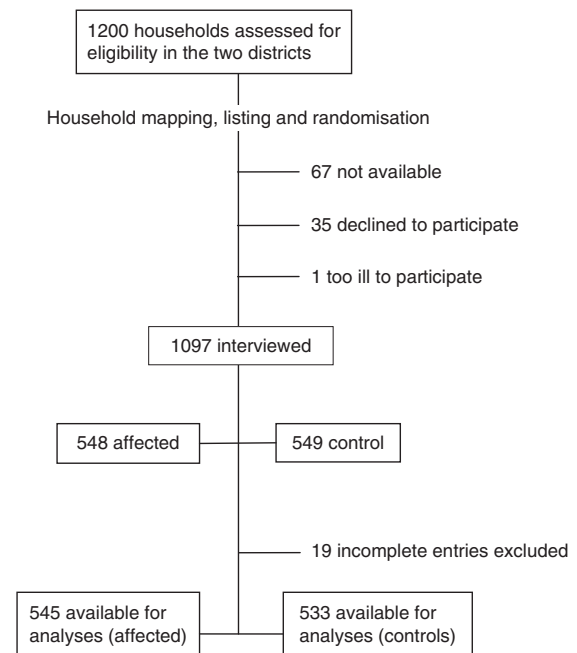 1200 households assessed for
eligibility in the two districts
Household mapping, listing and randomisation
67 not available
35 declined to participate
1 too ill to participate
1097 interviewed
548 affected
549 control
19 incomplete entries excluded
545 available for
analyses (affected)
533 available for
analyses (controls)